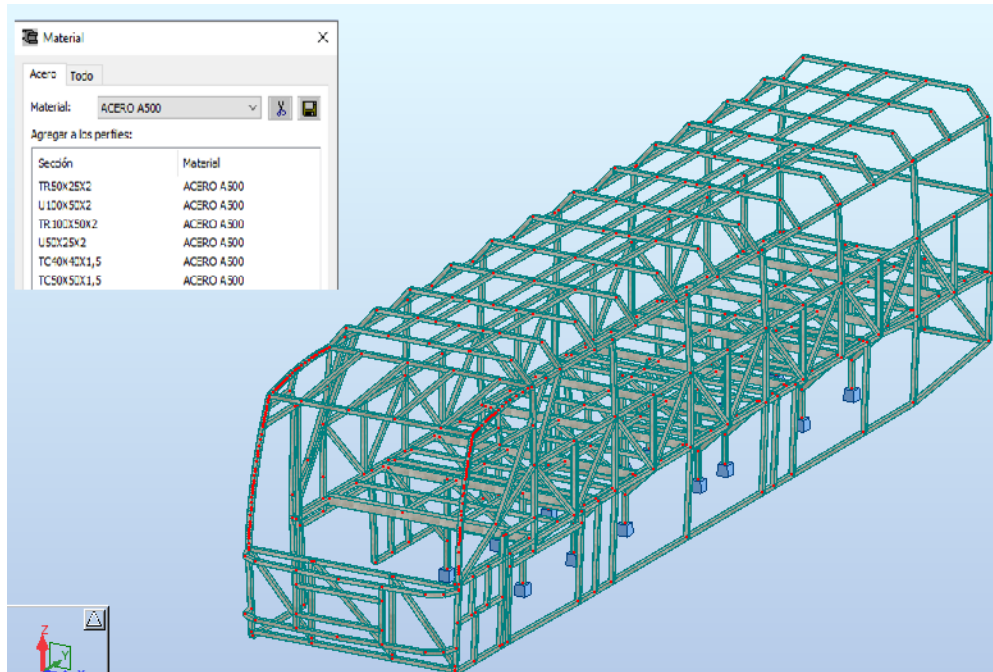 Material
Acero Todo
Material: ACERO A500
Agregar a los perfiles:
Sección Material
TR50X25X2 ACERO A500
U100X50X2 ACERO A500
TR100X50X2 ACERO A500
U50X25X2 ACERO A500
TC40X40X1,5 ACERO A500
TC50X50X1,5 ACERO A500
Z
Y
X